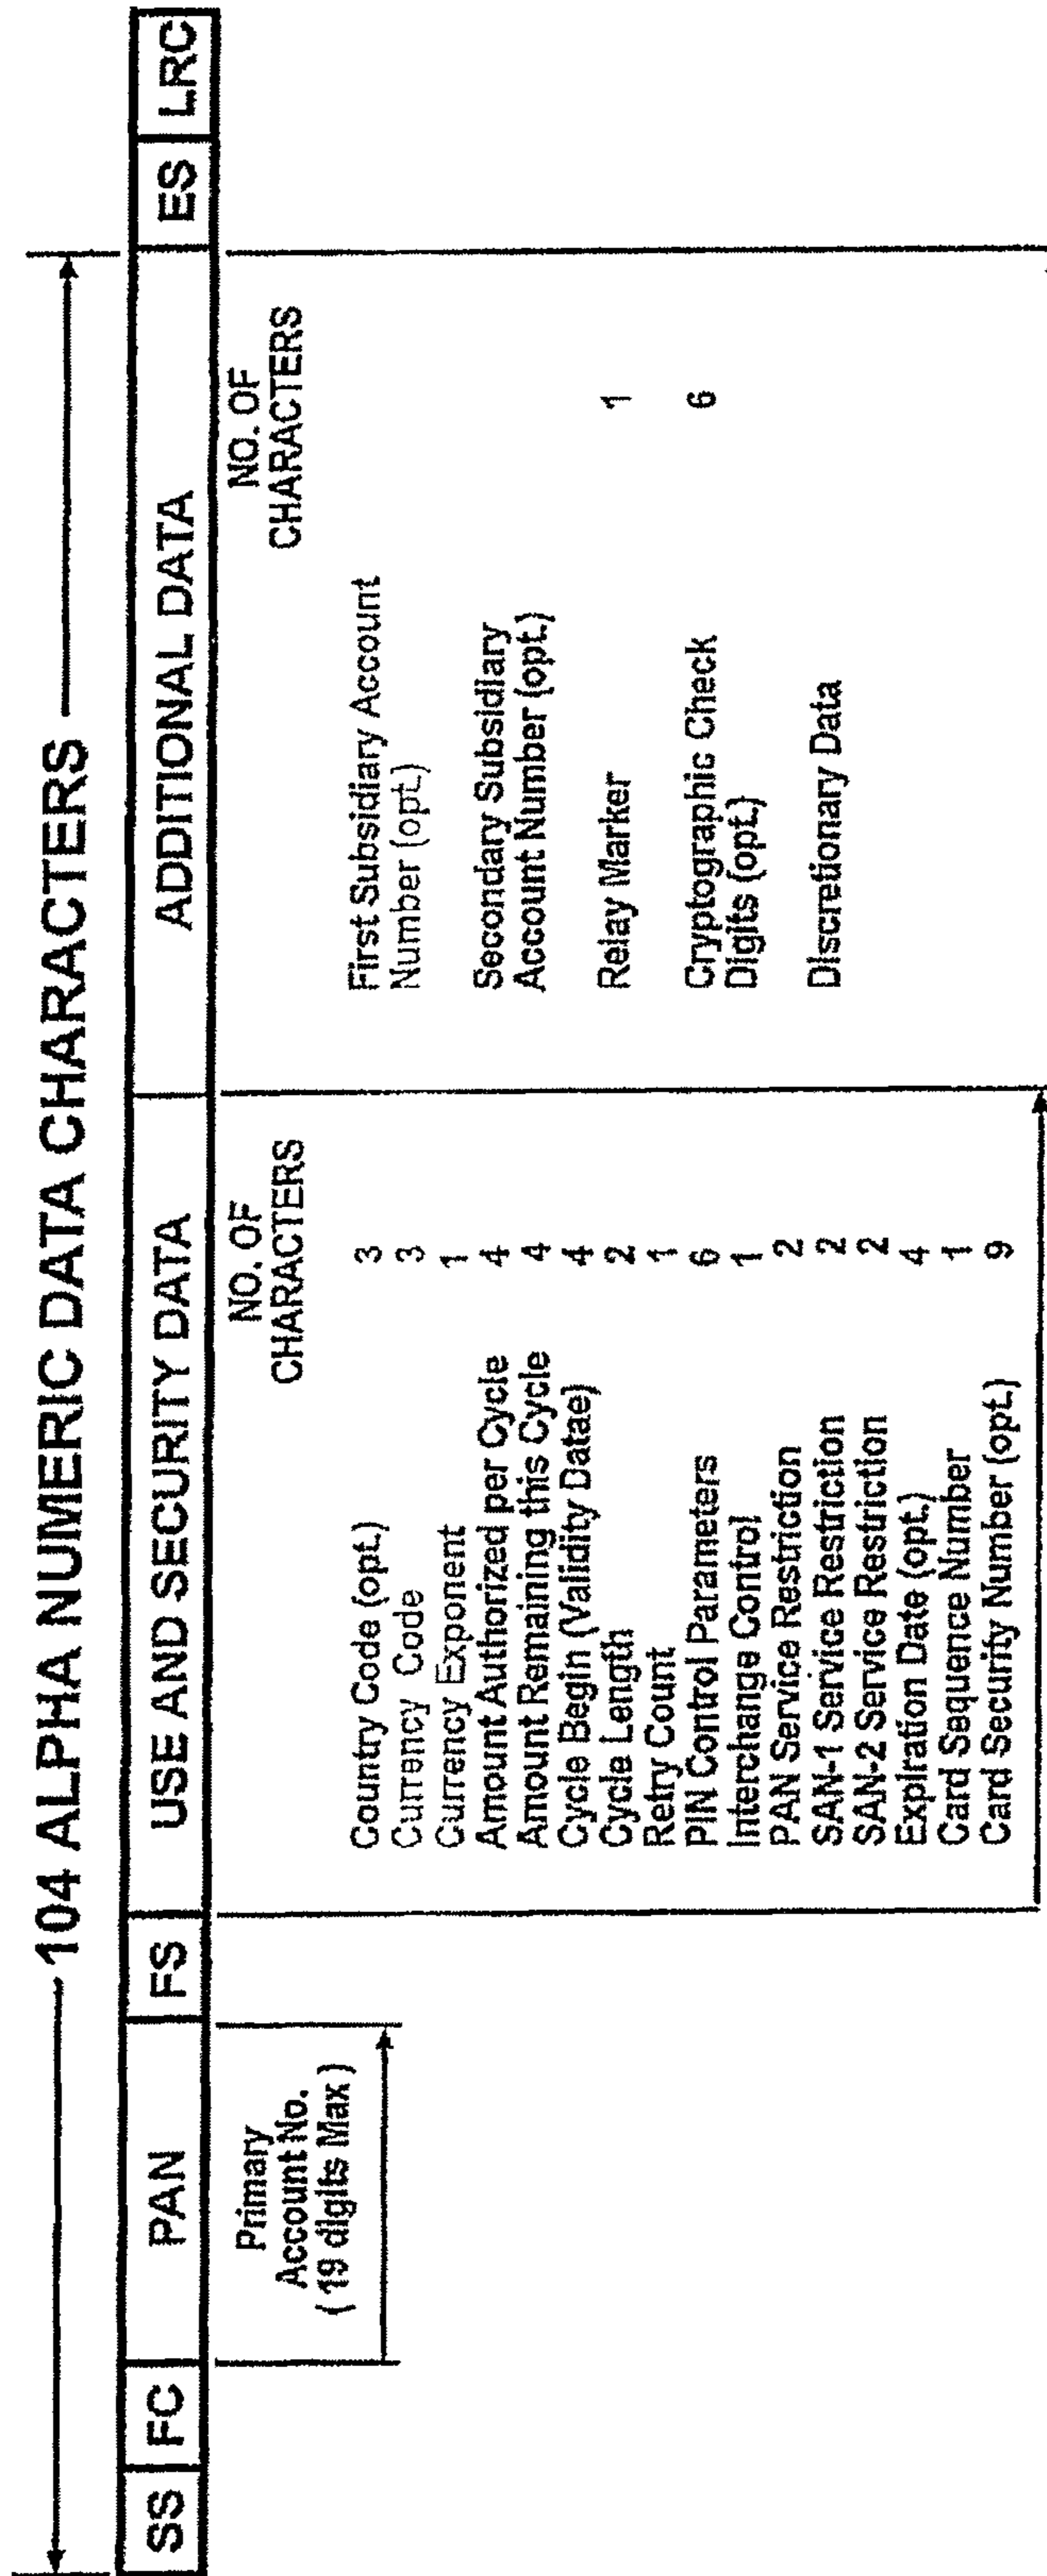 104 ALPHA NUMERIC DATA CHARACTERS
SS FC PAN FS USE AND SECURITY DATA ADDITIONAL DATA ES LRC
Primary
Account No.
(19 digits Max)
NO. OF
CHARACTERS
Country Code (opt.) 3
Currency Code 3
Currency Exponent 1
Amount Authorized per Cycle 4
Amount Remaining this Cycle 4
Cycle Begin (Validity Datae) 4
Cycle Length 2
Retry Count 1
PIN Control Parameters 6
Interchange Control 1
PAN Service Restriction 2
SAN-1 Service Restriction 2
SAN-2 Service Restriction 2
Expiration Date (opt.) 4
Card Sequence Number 1
Card Security Number (opt.) 9
NO. OF
CHARACTERS
First Subsidiary Account
Number (opt.)
Secondary Subsidiary
Account Number (opt.)
Relay Marker 1
Cryptographic Check 6
Digits (opt.)
Discretionary Data